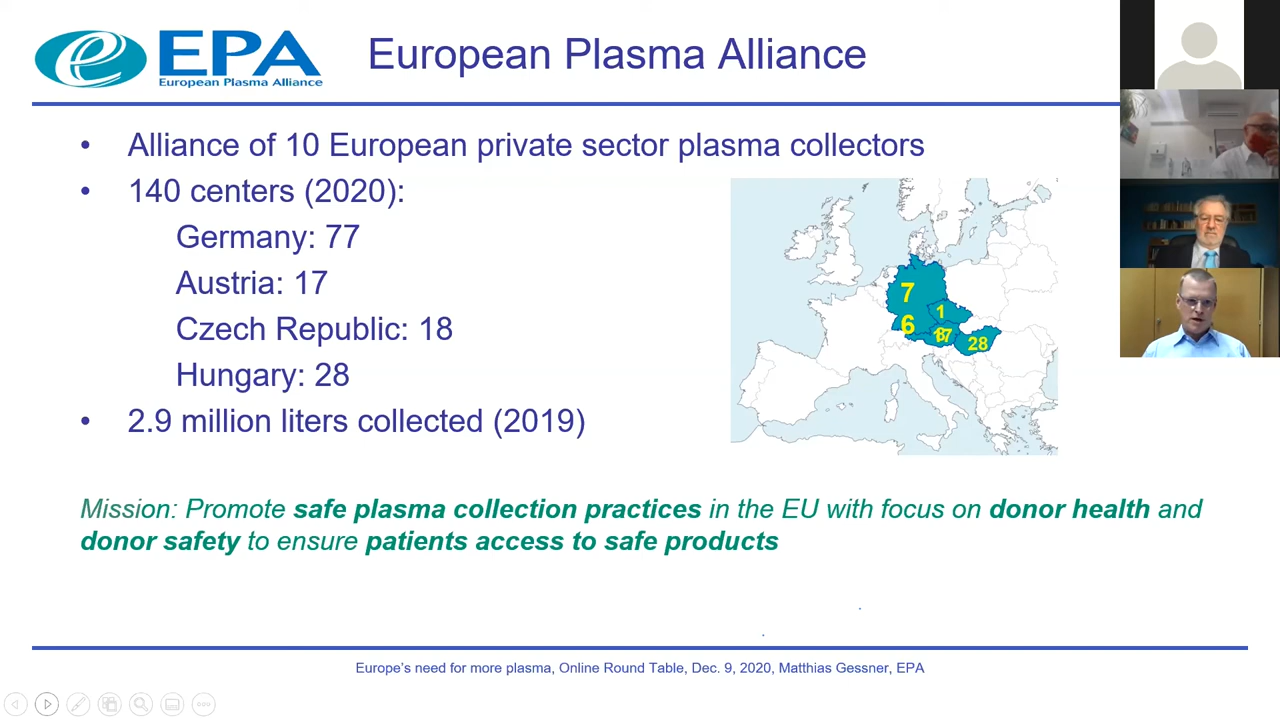 EPA
European Plasma Alliance
European Plasma Alliance
• Alliance of 10 European private sector plasma collectors
• 140 centers (2020):
Germany: 77
Austria: 17
Czech Republic: 18
Hungary: 28
• 2.9 million liters collected (2019)
7
6
1
8
17
28
Mission: Promote safe plasma collection practices in the EU with focus on donor health and
donor safety to ensure patients access to safe products
Europe's need for more plasma, Online Round Table, Dec. 9, 2020, Matthias Gessner, EPA